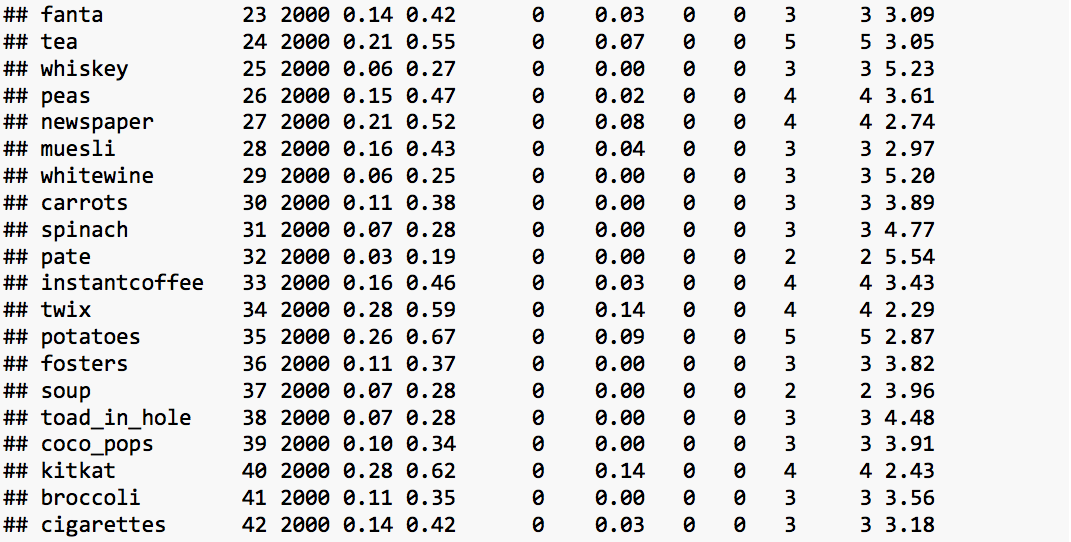 ## fanta 23 2000 0.14 0.42 0 0.03 0 0 3 3 3.09
## tea 24 2000 0.21 0.55 0 0.07 0 0 5 5 3.05
## whiskey 25 2000 0.06 0.27 0 0.00 0 0 3 3 5.23
## peas 26 2000 0.15 0.47 0 0.02 0 0 4 4 3.61
## newspaper 27 2000 0.21 0.52 0 0.08 0 0 4 4 2.74
## muesli 28 2000 0.16 0.43 0 0.04 0 0 3 3 2.97
## whitewine 29 2000 0.06 0.25 0 0.00 0 0 3 3 5.20
## carrots 30 2000 0.11 0.38 0 0.00 0 0 3 3 3.89
## spinach 31 2000 0.07 0.28 0 0.00 0 0 3 3 4.77
## pate 32 2000 0.03 0.19 0 0.00 0 0 2 2 5.54
## instantcoffee 33 2000 0.16 0.46 0 0.03 0 0 4 4 3.43
## twix 34 2000 0.28 0.59 0 0.14 0 0 4 4 2.29
## potatoes 35 2000 0.26 0.67 0 0.09 0 0 5 5 2.87
## fosters 36 2000 0.11 0.37 0 0.00 0 0 3 3 3.82
## soup 37 2000 0.07 0.28 0 0.00 0 0 2 2 3.96
## toad_in_hole 38 2000 0.07 0.28 0 0.00 0 0 3 3 4.48
## coco_pops 39 2000 0.10 0.34 0 0.00 0 0 3 3 3.91
## kitkat 40 2000 0.28 0.62 0 0.14 0 0 4 4 2.43
## broccoli 41 2000 0.11 0.35 0 0.00 0 0 3 3 3.56
## cigarettes 42 2000 0.14 0.42 0 0.03 0 0 3 3 3.18